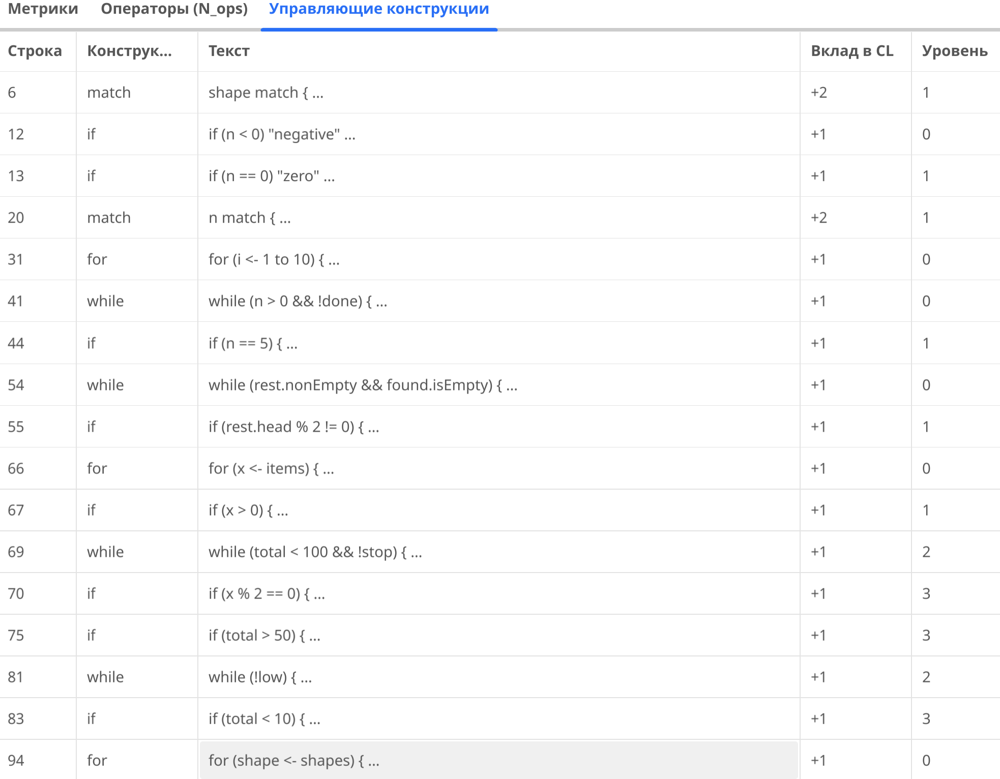 Метрики Операторы (N_ops) Управляющие конструкции
Строка Конструк... Текст Вклад в CL Уровень
6 match shape match { ... +2 1
12 if if (n < 0) "negative" ... +1 0
13 if if (n == 0) "zero" ... +1 1
20 match n match { ... +2 1
31 for for (i <- 1 to 10) { ... +1 0
41 while while (n > 0 && !done) { ... +1 0
44 if if (n == 5) { ... +1 1
54 while while (rest.nonEmpty && found.isEmpty) { ... +1 0
55 if if (rest.head % 2 != 0) { ... +1 1
66 for for (x <- items) { ... +1 0
67 if if (x > 0) { ... +1 1
69 while while (total < 100 && !stop) { ... +1 2
70 if if (x % 2 == 0) { ... +1 3
75 if if (total > 50) { ... +1 3
81 while while (!low) { ... +1 2
83 if if (total < 10) { ... +1 3
94 for for (shape <- shapes) { ... +1 0